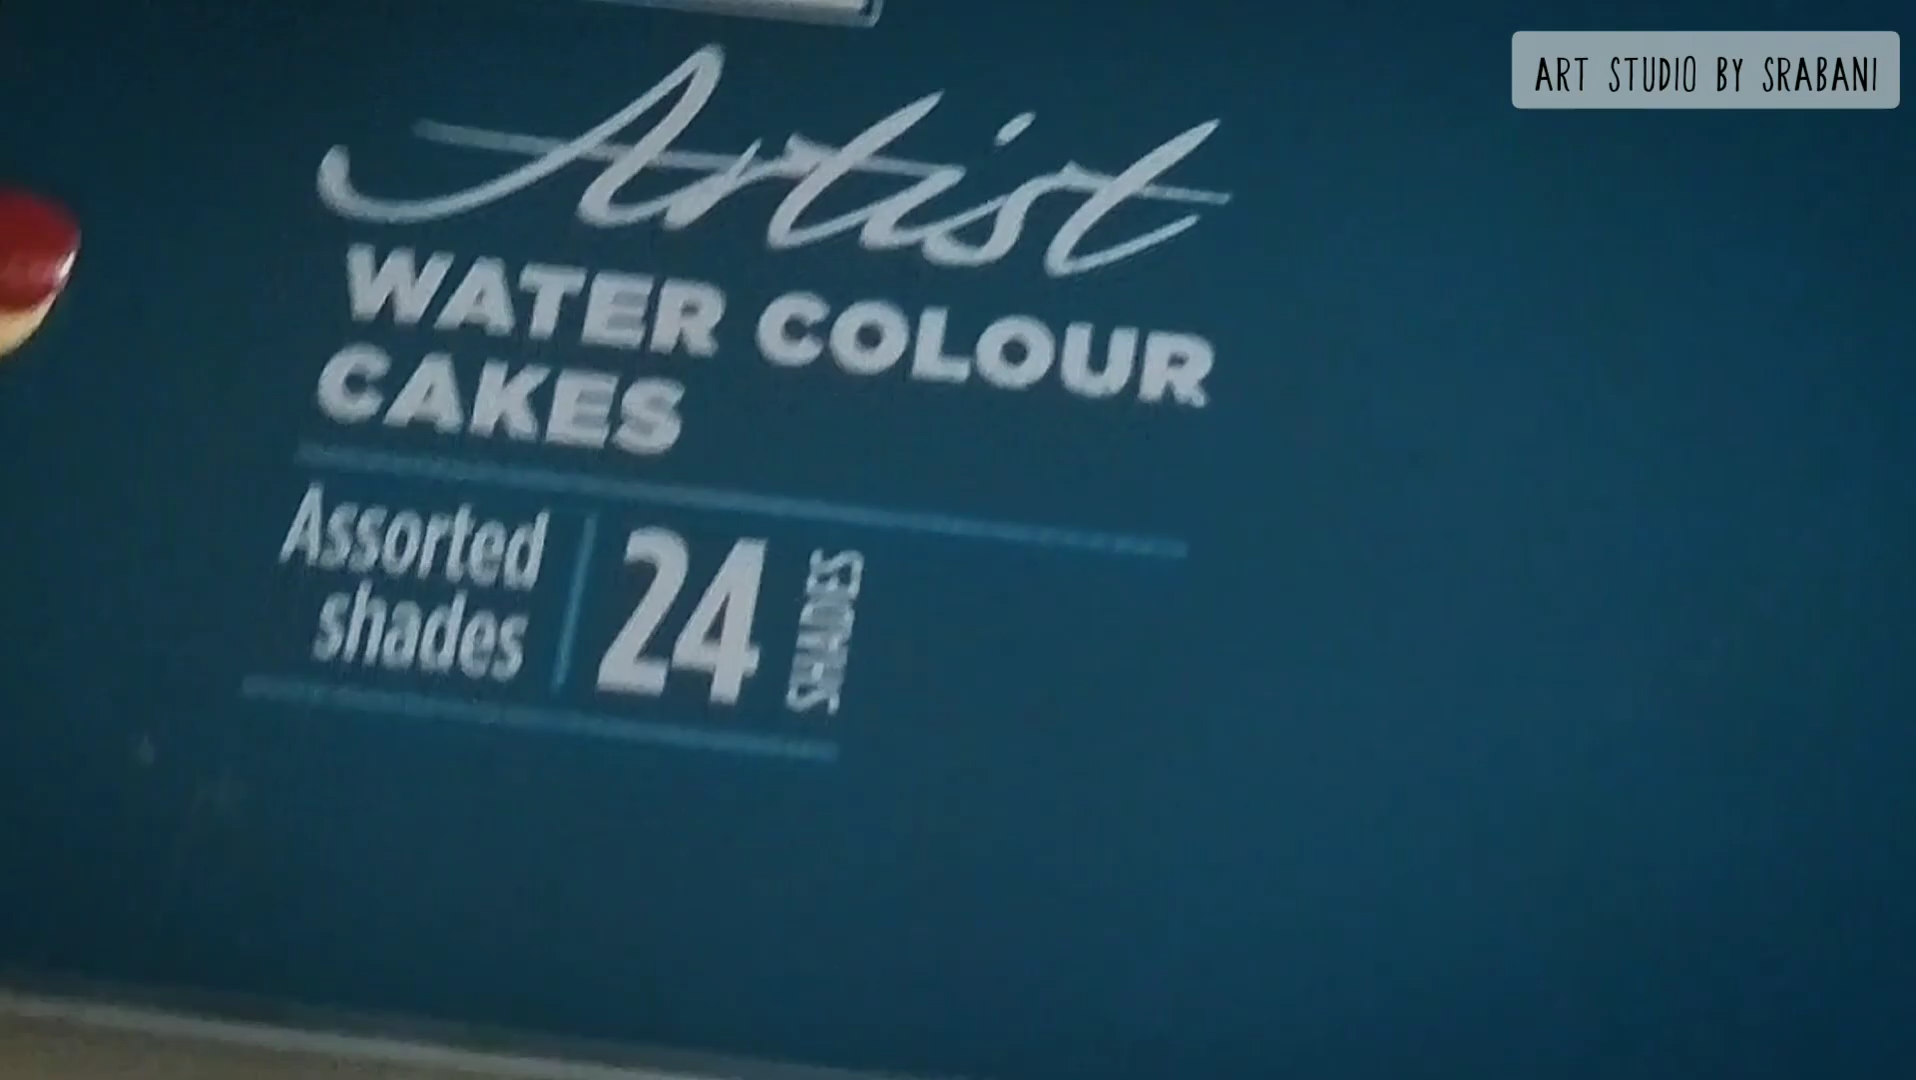 ART STUDIO BY SRABANI
Artist
WATER COLOUR
CAKES
Assorted
shades
24
SHADES